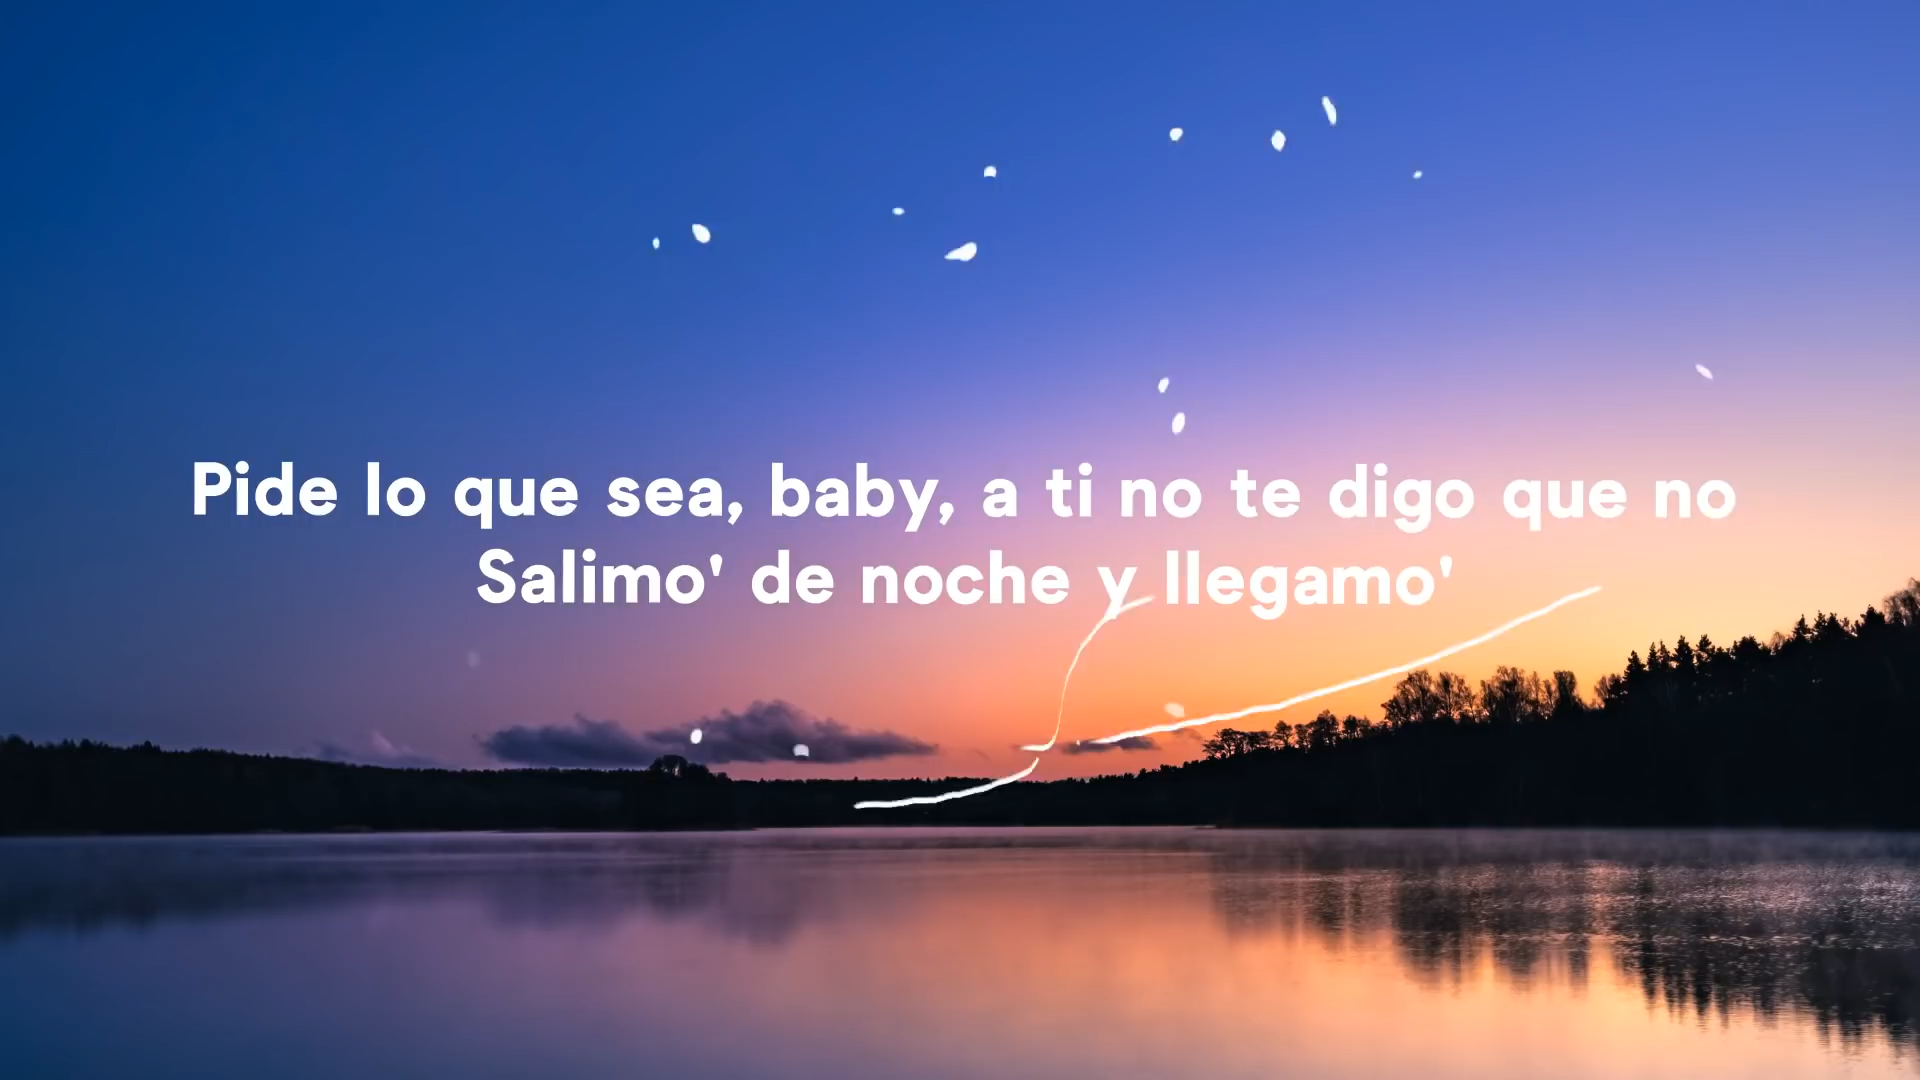 Pide lo que sea, baby, a ti no te digo que no
Salimo' de noche y llegamo'